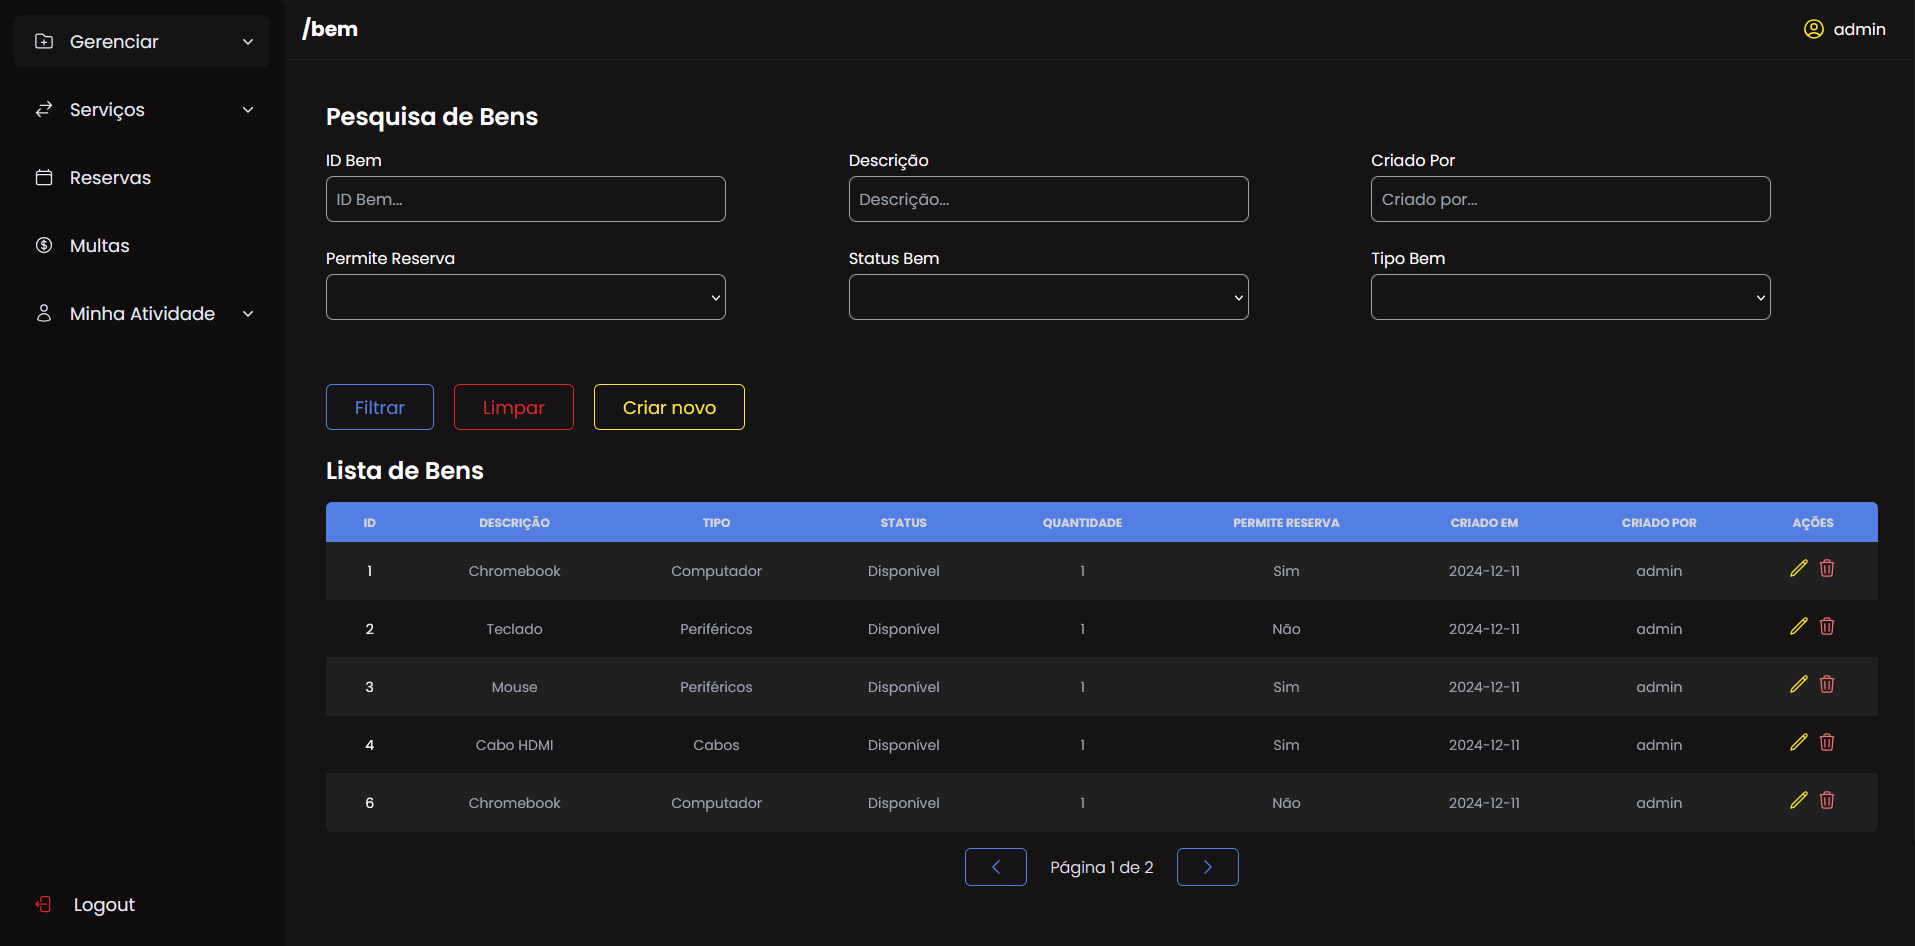 Gerenciar
Serviços
Reservas
Multas
Minha Atividade
Logout
/bem
admin
Pesquisa de Bens
ID Bem
Descrição
Criado Por
ID Bem...
Descrição...
Criado por...
Permite Reserva
Status Bem
Tipo Bem
Filtrar
Limpar
Criar novo
Lista de Bens
ID DESCRIÇÃO TIPO STATUS QUANTIDADE PERMITE RESERVA CRIADO EM CRIADO POR AÇÕES
1 Chromebook Computador Disponível 1 Sim 2024-12-11 admin
2 Teclado Periféricos Disponível 1 Não 2024-12-11 admin
3 Mouse Periféricos Disponível 1 Sim 2024-12-11 admin
4 Cabo HDMI Cabos Disponível 1 Sim 2024-12-11 admin
6 Chromebook Computador Disponível 1 Não 2024-12-11 admin
Página 1 de 2